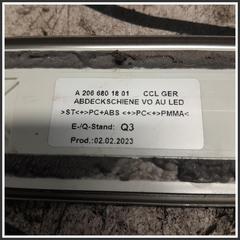 A 206 680 18 01 CCL GER
ABDECKSCHIENE VO AU LED
>ST<+>PC+ABS <+>PC<+>PMMA<
E-/Q-Stand: Q3
Prod.:02.02.2023